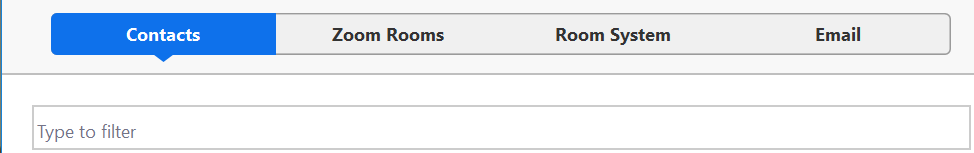 Contacts Zoom Rooms Room System Email
Type to filter